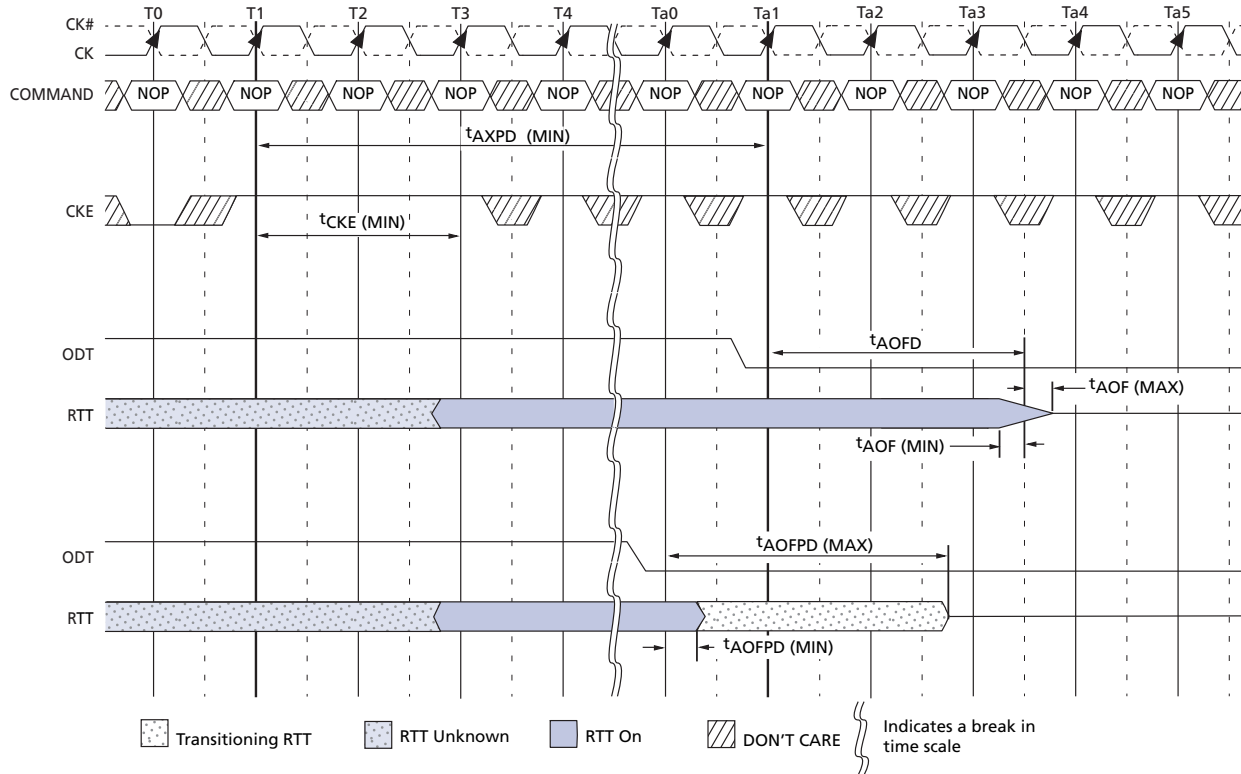 T0 T1 T2 T3 T4 Ta0 Ta1 Ta2 Ta3 Ta4 Ta5
CK#
CK
COMMAND NOP NOP NOP NOP NOP NOP NOP NOP NOP NOP NOP
tAXPD (MIN)
CKE
tCKE (MIN)
ODT
tAOFD
tAOF (MAX)
RTT
tAOF (MIN)
ODT
tAOFPD (MAX)
RTT
tAOFPD (MIN)
Transitioning RTT RTT Unknown RTT On DON'T CARE Indicates a break in
time scale